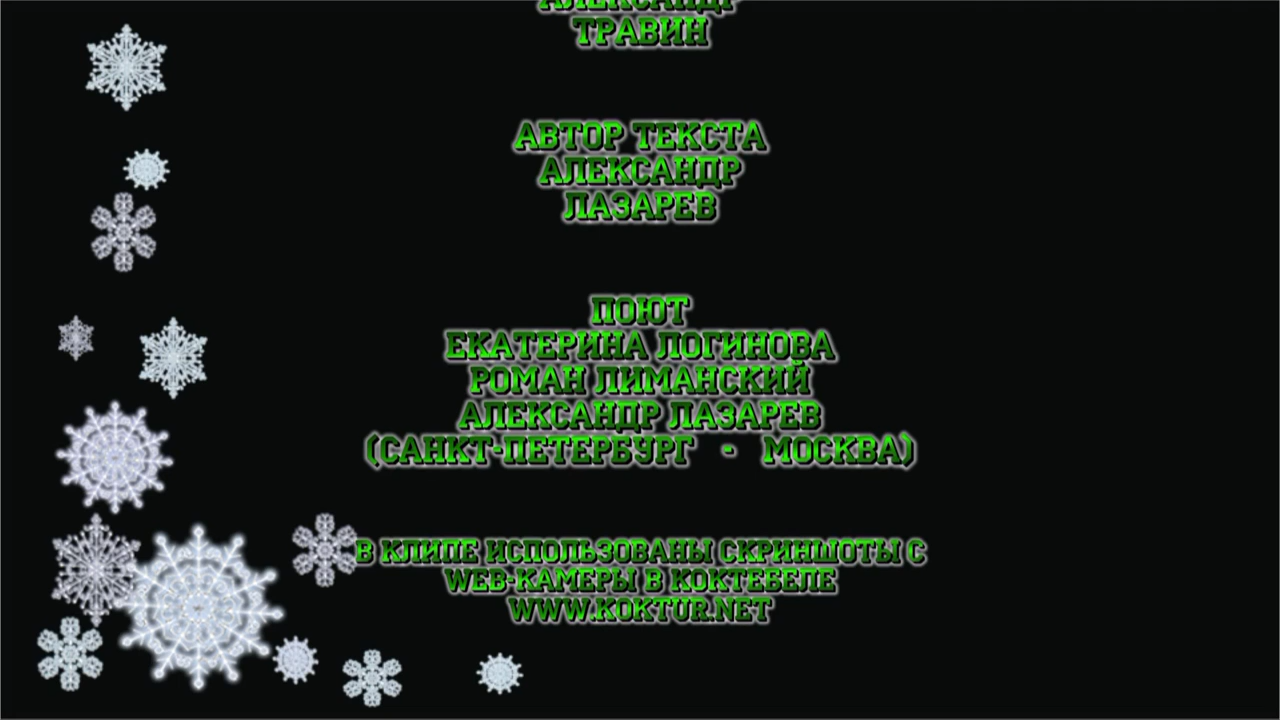 АЛЕКСАНДР
ТРАВИН
АВТОР ТЕКСТА
АЛЕКСАНДР
ЛАЗАРЕВ
ПОЮТ
ЕКАТЕРИНА ЛОГИНОВА
РОМАН ЛИМАНСКИЙ
АЛЕКСАНДР ЛАЗАРЕВ
(САНКТ-ПЕТЕРБУРГ - МОСКВА)
В КЛИПЕ ИСПОЛЬЗОВАНЫ СКРИНШОТЫ С
WEB-КАМЕРЫ В КОКТЕБЕЛЕ
WWW.KOKTUR.NET